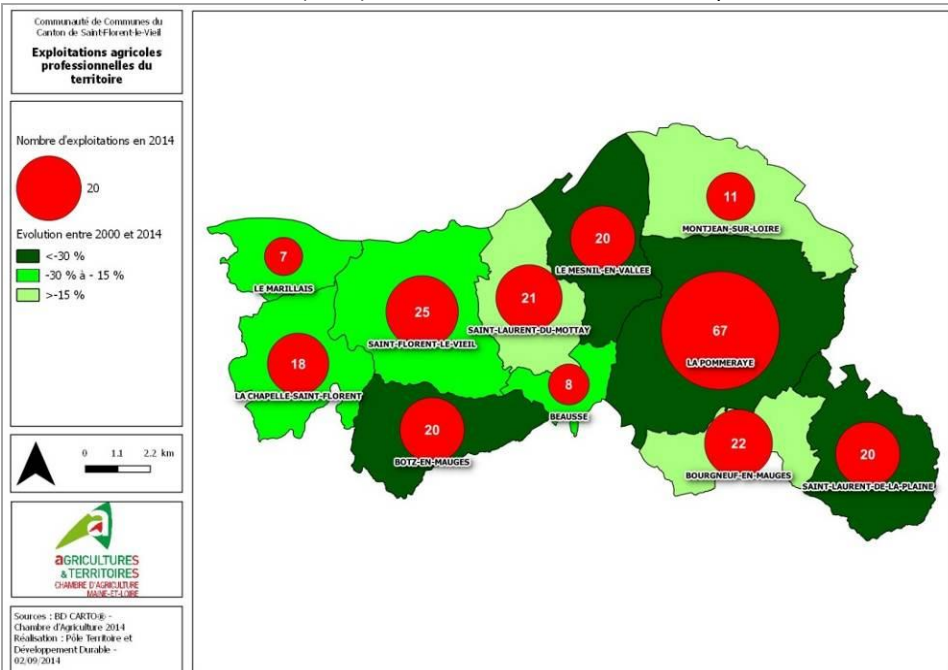 Communauté de Communes du
Canton de Saint-Florent-le-Vieil
Exploitations agricoles
professionnelles du
territoire
Nombre d'exploitations en 2014
20
Evolution entre 2000 et 2014
<-30 %
-30 % à - 15 %
>-15 %
0 1.1 2.2 km
aGRICULTURES
& TERRITOIRES
CHAMBRE D'AGRICULTURE
MAINE-ET-LOIRE
Sources : BD CARTO® -
Chambre d'Agriculture 2014
Réalisation : Pôle Territoire et
Développement Durable -
02/09/2014
11
MONTJEAN-SUR-LOIRE
20
LE MESNIL-EN-VALLEE
7
LE MARILLAIS
21
SAINT-LAURENT-DU-MOTTAY
25
SAINT-FLORENT-LE-VIEIL
67
LA POMMERAYE
18
LA CHAPELLE-SAINT-FLORENT
8
BEAUSSE
20
BOTZ-EN-MAUGES
22
BOURGNEUF-EN-MAUGES
20
SAINT-LAURENT-DE-LA-PLAINE